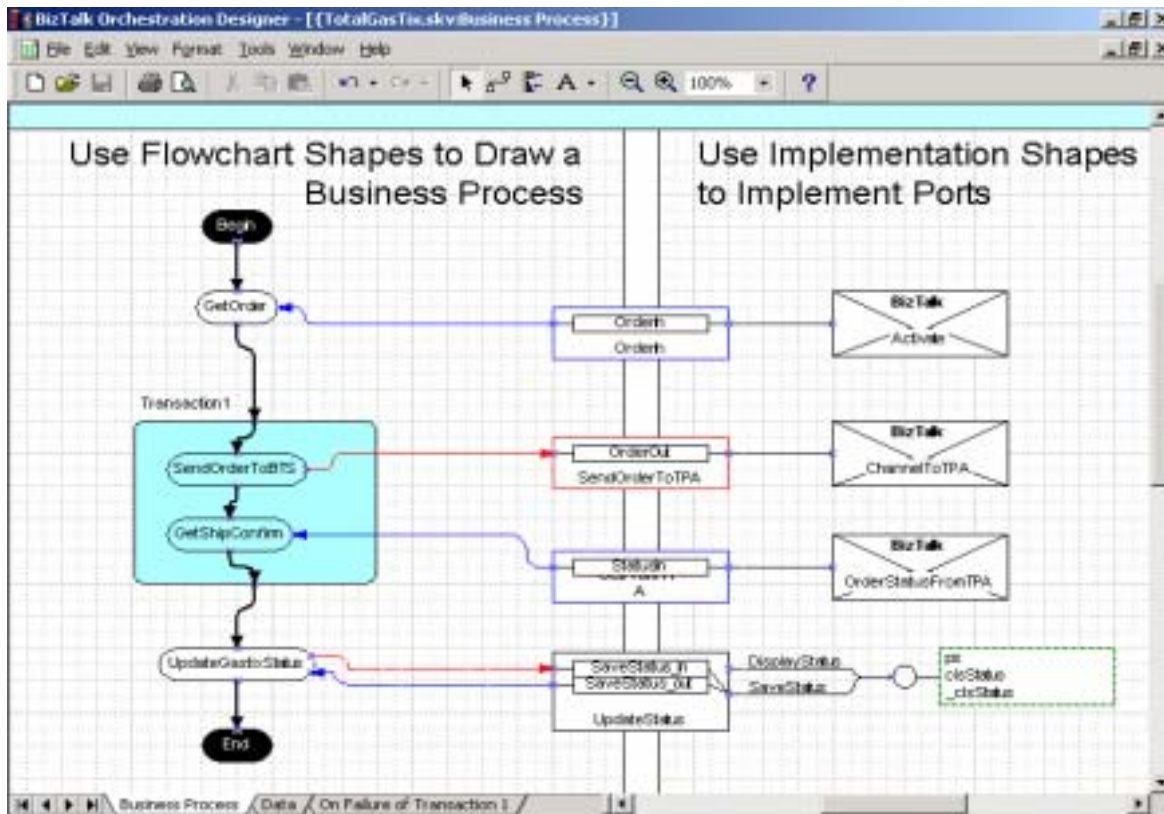 BizTalk Orchestration Designer - [{TotalGasTix.skv:Business Process}]
File Edit View Format Tools Window Help
A 100% ?
Use Flowchart Shapes to Draw a
Business Process
Use Implementation Shapes
to Implement Ports
Begin
GetOrder
OrderIn
OrderIn
BizTalk
Activate
Transaction1
SendOrderToBTS
OrderOut
SendOrderToTPA
BizTalk
ChannelToTPA
GetShipConfirm
StatusIn
A
BizTalk
OrderStatusFromTPA
UpdateGastixStatus
SaveStatus_in
SaveStatus_out
UpdateStatus
DisplayStatus
SaveStatus
clsStatus
_clsStatus
End
Business Process Data On Failure of Transaction 1